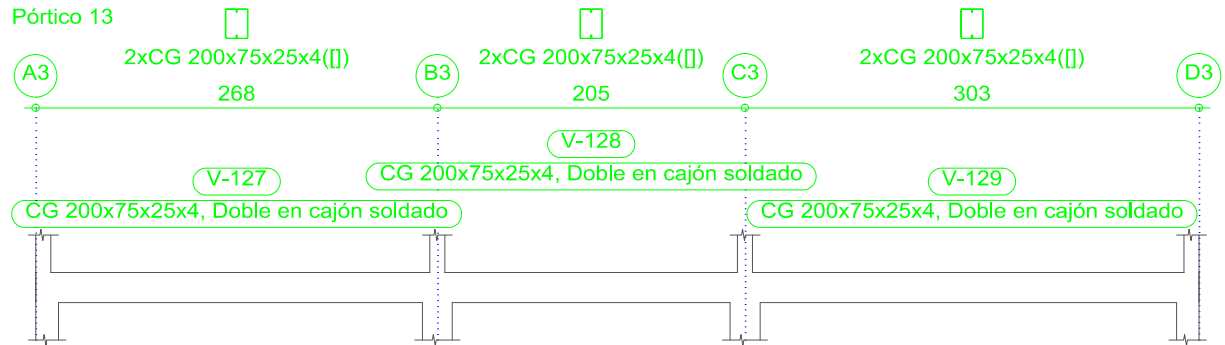 Pórtico 13
2xCG 200x75x25x4([]) 2xCG 200x75x25x4([]) 2xCG 200x75x25x4([])
A3 B3 C3 D3
268 205 303
V-128
CG 200x75x25x4, Doble en cajón soldado
V-127 V-129
CG 200x75x25x4, Doble en cajón soldado CG 200x75x25x4, Doble en cajón soldado